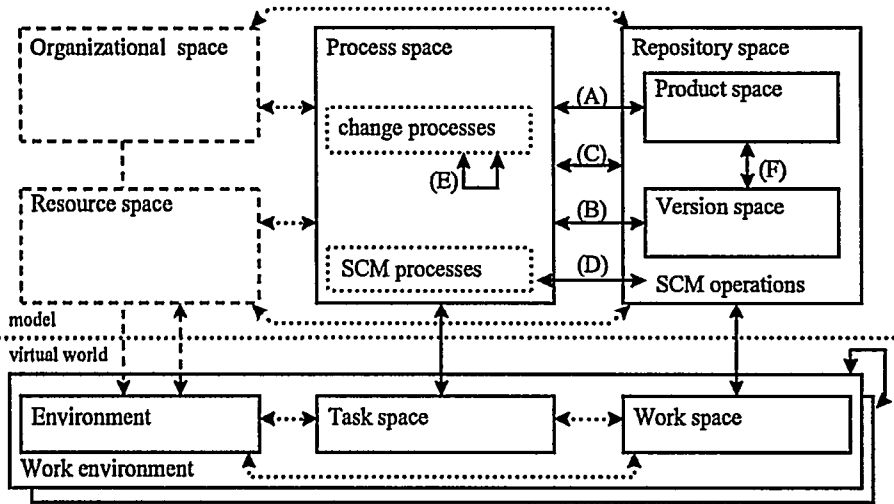 Organizational space
Process space
Repository space
(A)
Product space
change processes
(C)
(E)
(F)
Resource space
(B)
Version space
SCM processes
(D)
SCM operations
model
virtual world
Environment
Task space
Work space
Work environment